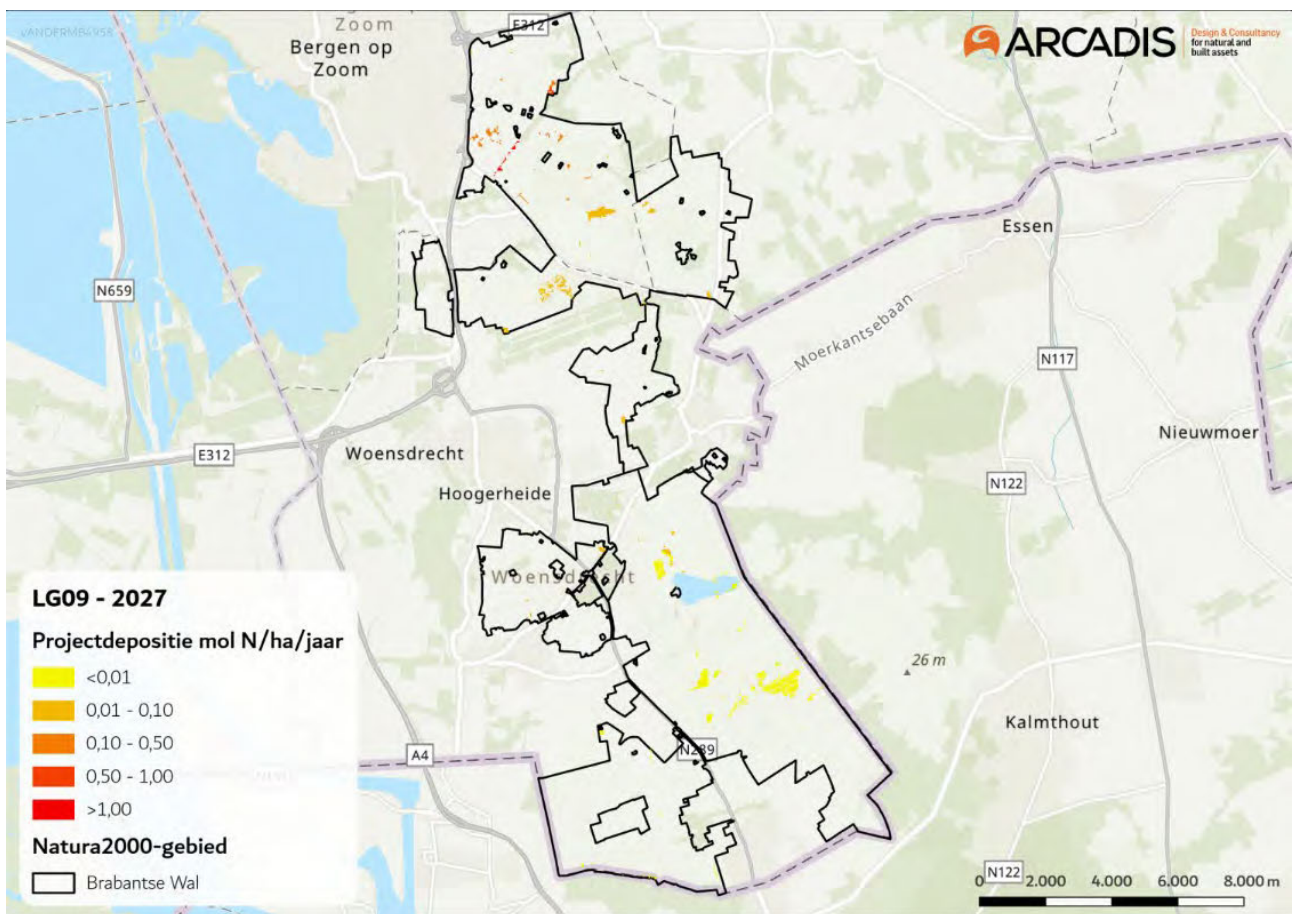 vANDERMB4958
Zoom
E312
Bergen op
Zoom
ARCADIS
Design & Consultancy
for natural and
built assets
N659
Essen
Moerkantsebaan
N117
Nieuwmoer
E312
Woensdrecht
N122
Hoogerheide
Woensdrecht
26 m
Kalmthout
N289
A4
LG09 - 2027
Projectdepositie mol N/ha/jaar
<0,01
0,01 - 0,10
0,10 - 0,50
0,50 - 1,00
>1,00
Natura2000-gebied
Brabantse Wal
N122
0 2.000 4.000 6.000 8.000 m